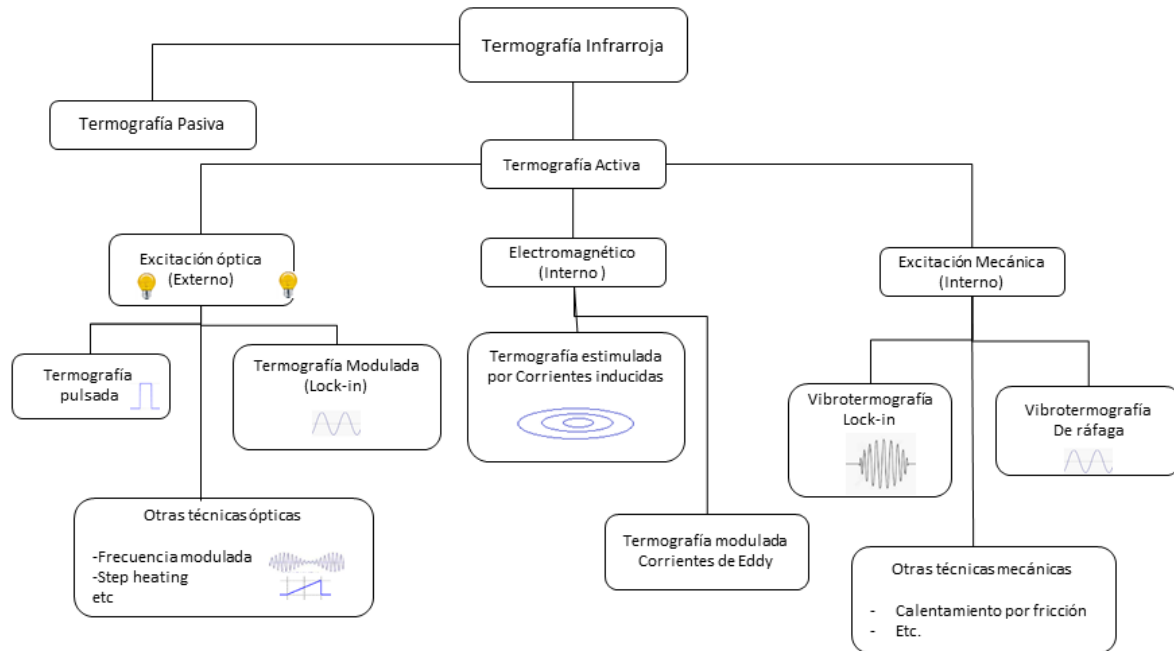 Termografía Infrarroja
Termografía Pasiva
Termografía Activa
Excitación óptica
(Externo)
Electromagnético
(Interno )
Excitación Mecánica
(Interno)
Termografía
pulsada
Termografía Modulada
(Lock-in)
Termografía estimulada
por Corrientes inducidas
Vibrotermografía
Lock-in
Vibrotermografía
De ráfaga
Otras técnicas ópticas
-Frecuencia modulada
-Step heating
etc
Termografía modulada
Corrientes de Eddy
Otras técnicas mecánicas
- Calentamiento por fricción
- Etc.